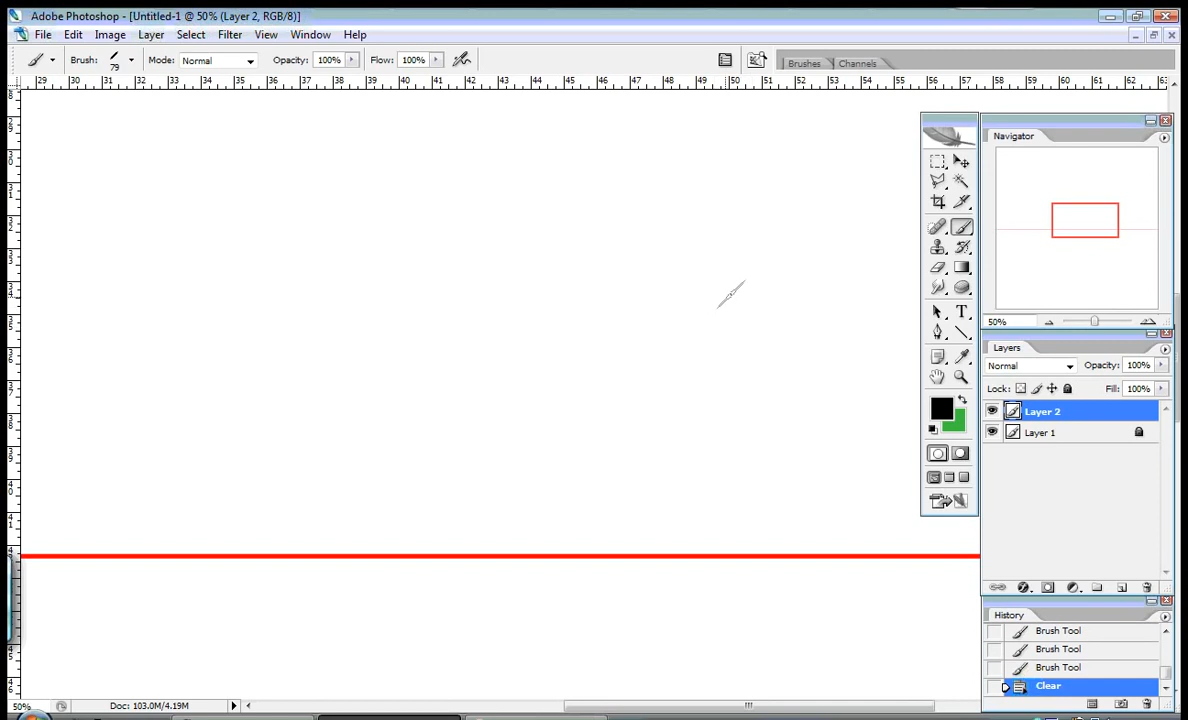 Adobe Photoshop - [Untitled-1 @ 50% (Layer 2, RGB/8)]
File Edit Image Layer Select Filter View Window Help
Brush: 79 Mode: Normal Opacity: 100% Flow: 100% Brushes Channels
29 30 31 32 33 34 35 36 37 38 39 40 41 42 43 44 45 46 47 48 49 50 51 52 53 54 55 56 57 58 59 60 61 62 63
Navigator
50%
Layers
Normal Opacity: 100%
Lock: Fill: 100%
Layer 2
Layer 1
History
Brush Tool
Brush Tool
Brush Tool
Clear
50% Doc: 103.0M/4.19M